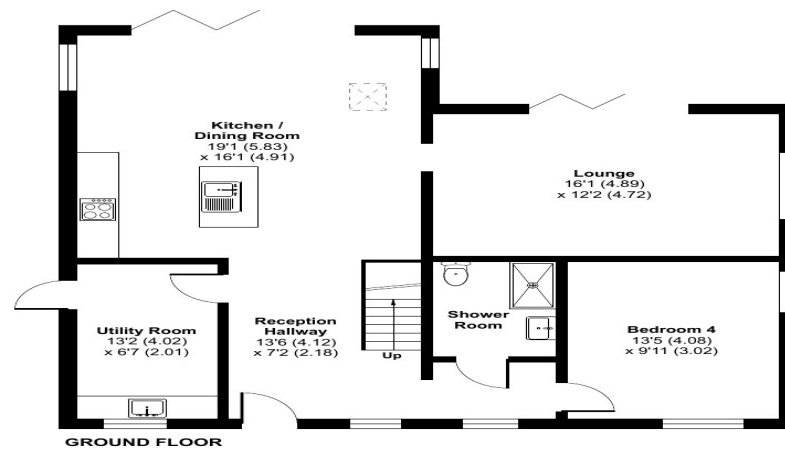 Kitchen /
Dining Room
19'1 (5.83)
x 16'1 (4.91)
Lounge
16'1 (4.89)
x 12'2 (4.72)
Utility Room
13'2 (4.02)
x 6'7 (2.01)
Reception
Hallway
13'6 (4.12)
x 7'2 (2.18)
Up
Shower
Room
Bedroom 4
13'5 (4.08)
x 9'11 (3.02)
GROUND FLOOR